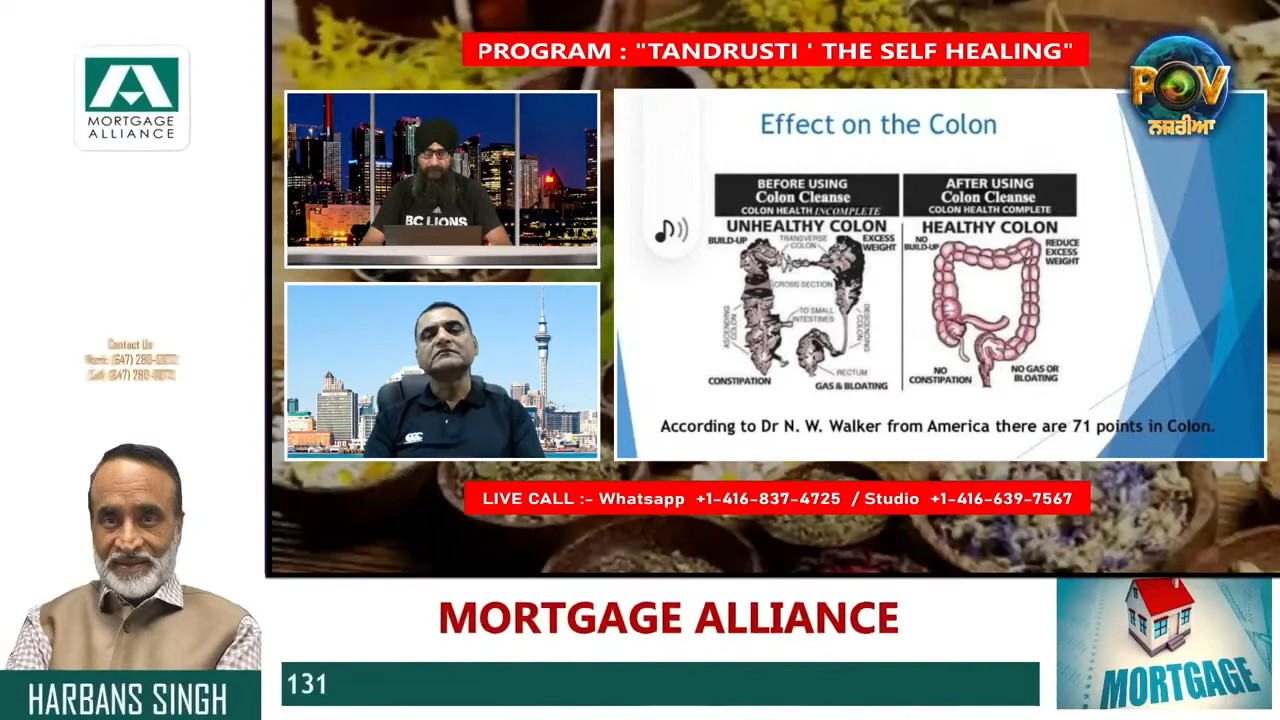 MORTGAGE
ALLIANCE
Contact Us
HARBANS SINGH
PROGRAM : "TANDRUSTI ' THE SELF HEALING"
POV
ਨਜ਼ਰੀਆ
BC LIONS
Effect on the Colon
BEFORE USING
Colon Cleanse
COLON HEALTH INCOMPLETE
UNHEALTHY COLON
BUILD-UP
TRANSVERSE
COLON
EXCESS
WEIGHT
CROSS SECTION
TO SMALL
INTESTINES
ASCENDING
COLON
DESCENDING
COLON
RECTUM
CONSTIPATION
GAS & BLOATING
AFTER USING
Colon Cleanse
COLON HEALTH COMPLETE
HEALTHY COLON
NO
BUILD-UP
REDUCE
EXCESS
WEIGHT
NO
CONSTIPATION
NO GAS OR
BLOATING
According to Dr N. W. Walker from America there are 71 points in Colon.
LIVE CALL :- Whatsapp +1-416-837-4725 / Studio +1-416-639-7567
MORTGAGE ALLIANCE
131
MORTGAGE